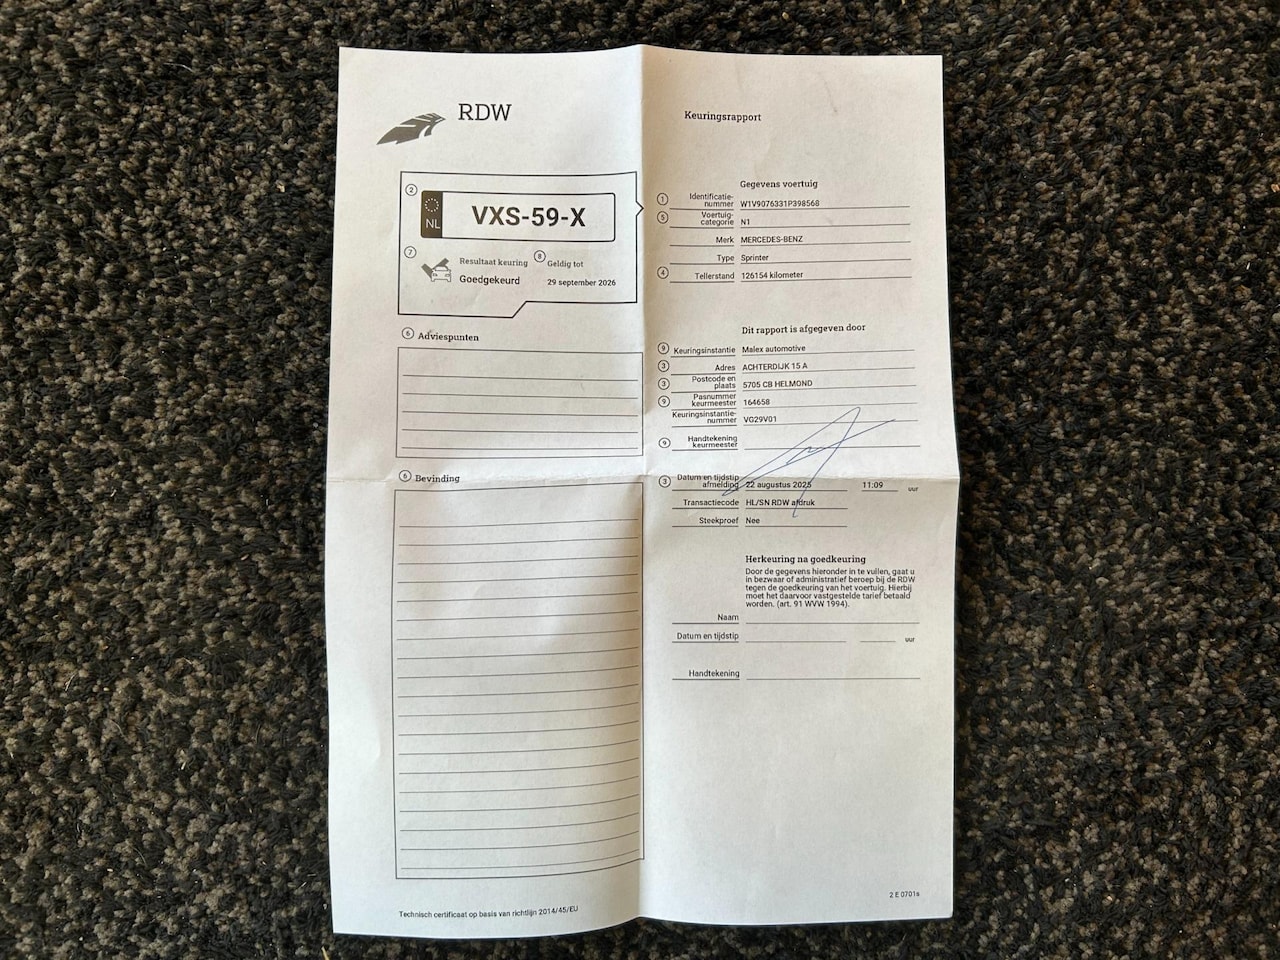 RDW
2
NL
VXS-59-X
7
Resultaat keuring
Goedgekeurd
8
Geldig tot
29 september 2026
6 Adviespunten
6 Bevinding
Technisch certificaat op basis van richtlijn 2014/45/EU
Keuringsrapport
Gegevens voertuig
1 Identificatie-
nummer W1V9076331P398568
5 Voertuig-
categorie N1
Merk MERCEDES-BENZ
Type Sprinter
4 Tellerstand 126154 kilometer
Dit rapport is afgegeven door
9 Keuringsinstantie Malex automotive
3 Adres ACHTERDIJK 15 A
3 Postcode en
plaats 5705 CB HELMOND
9 Pasnummer
keurmeester 164658
Keuringsinstantie-
nummer VG29V01
9 Handtekening
keurmeester
3 Datum en tijdstip
afmelding 22 augustus 2025 11:09 uur
Transactiecode HL/SN RDW afdruk
Steekproef Nee
Herkeuring na goedkeuring
Door de gegevens hieronder in te vullen, gaat u
in bezwaar of administratief beroep bij de RDW
tegen de goedkeuring van het voertuig. Hierbij
moet het daarvoor vastgestelde tarief betaald
worden. (art. 91 WVW 1994).
Naam
Datum en tijdstip uur
Handtekening
2 E 0701s